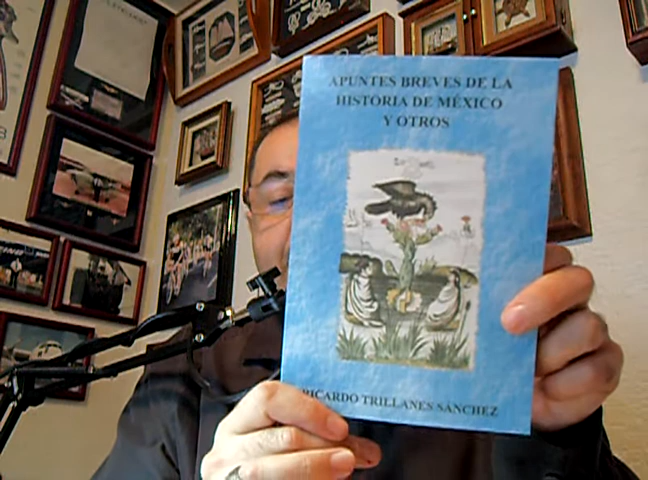 APUNTES BREVES DE LA
HISTORIA DE MÉXICO
Y OTROS
RICARDO TRILLANES SÁNCHEZ